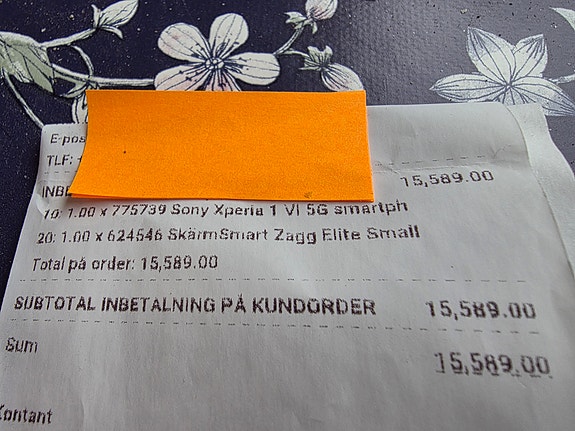 E-pos
TLF:
INBE 15,589.00
10: 1.00 x 775739 Sony Xperia 1 VI 5G smartph
20: 1.00 x 624546 SkärmSmart Zagg Elite Small
Total på order: 15,589.00
SUBTOTAL INBETALNING PÅ KUNDORDER 15,589.00
Sum 15,589.00
Kontant